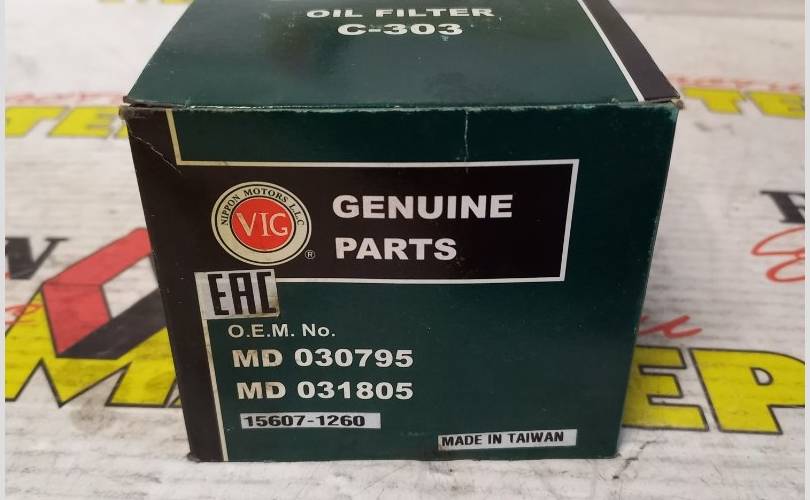 OIL FILTER
C-303
NIPPON MOTORS L.L.C
VIG
®
GENUINE
PARTS
EAC
O.E.M. No.
MD 030795
MD 031805
15607-1260
MADE IN TAIWAN